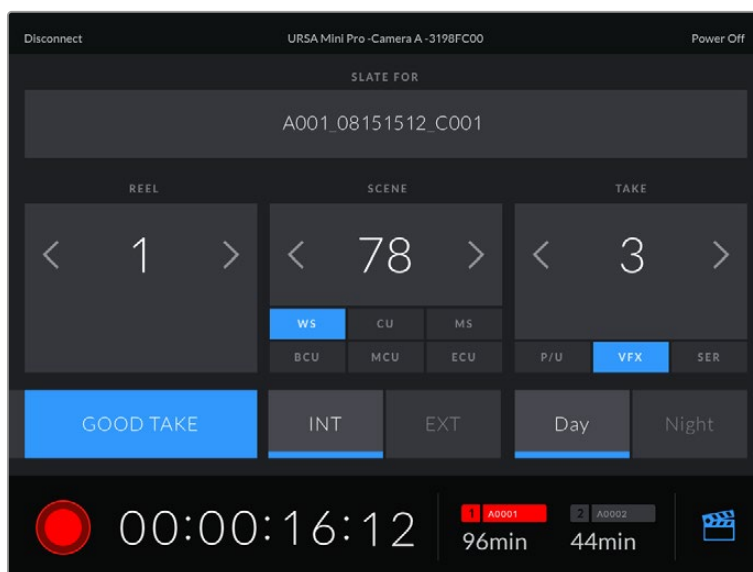 Disconnect URSA Mini Pro -Camera A -3198FC00 Power Off
SLATE FOR
A001_08151512_C001
REEL SCENE TAKE
< 1 > < 78 > < 3 >
WS CU MS
BCU MCU ECU P/U VFX SER
GOOD TAKE INT EXT Day Night
00:00:16:12
1 A0001 2 A0002
96min 44min